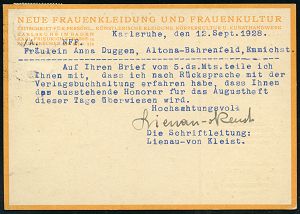 NEUE FRAUENKLEIDUNG UND FRAUENKULTUR
Karlsruhe, den 12.Sept.1928.
Fräulein Anna Duggen, Altona-Bahrenfeld,
Auf Ihren Brief vom 5.ds.Mts.teile ich
Ihnen mit, dass ich nach Rücksprache mit der
Verlagsbuchhaltung erfahren habe, dass Ihnen
das ausstehende Honorar für das Augustheft
dieser Tage überwiesen wird.
Hochachtungsvoll
Die Schriftleitung:
Lienau-von Kleist.